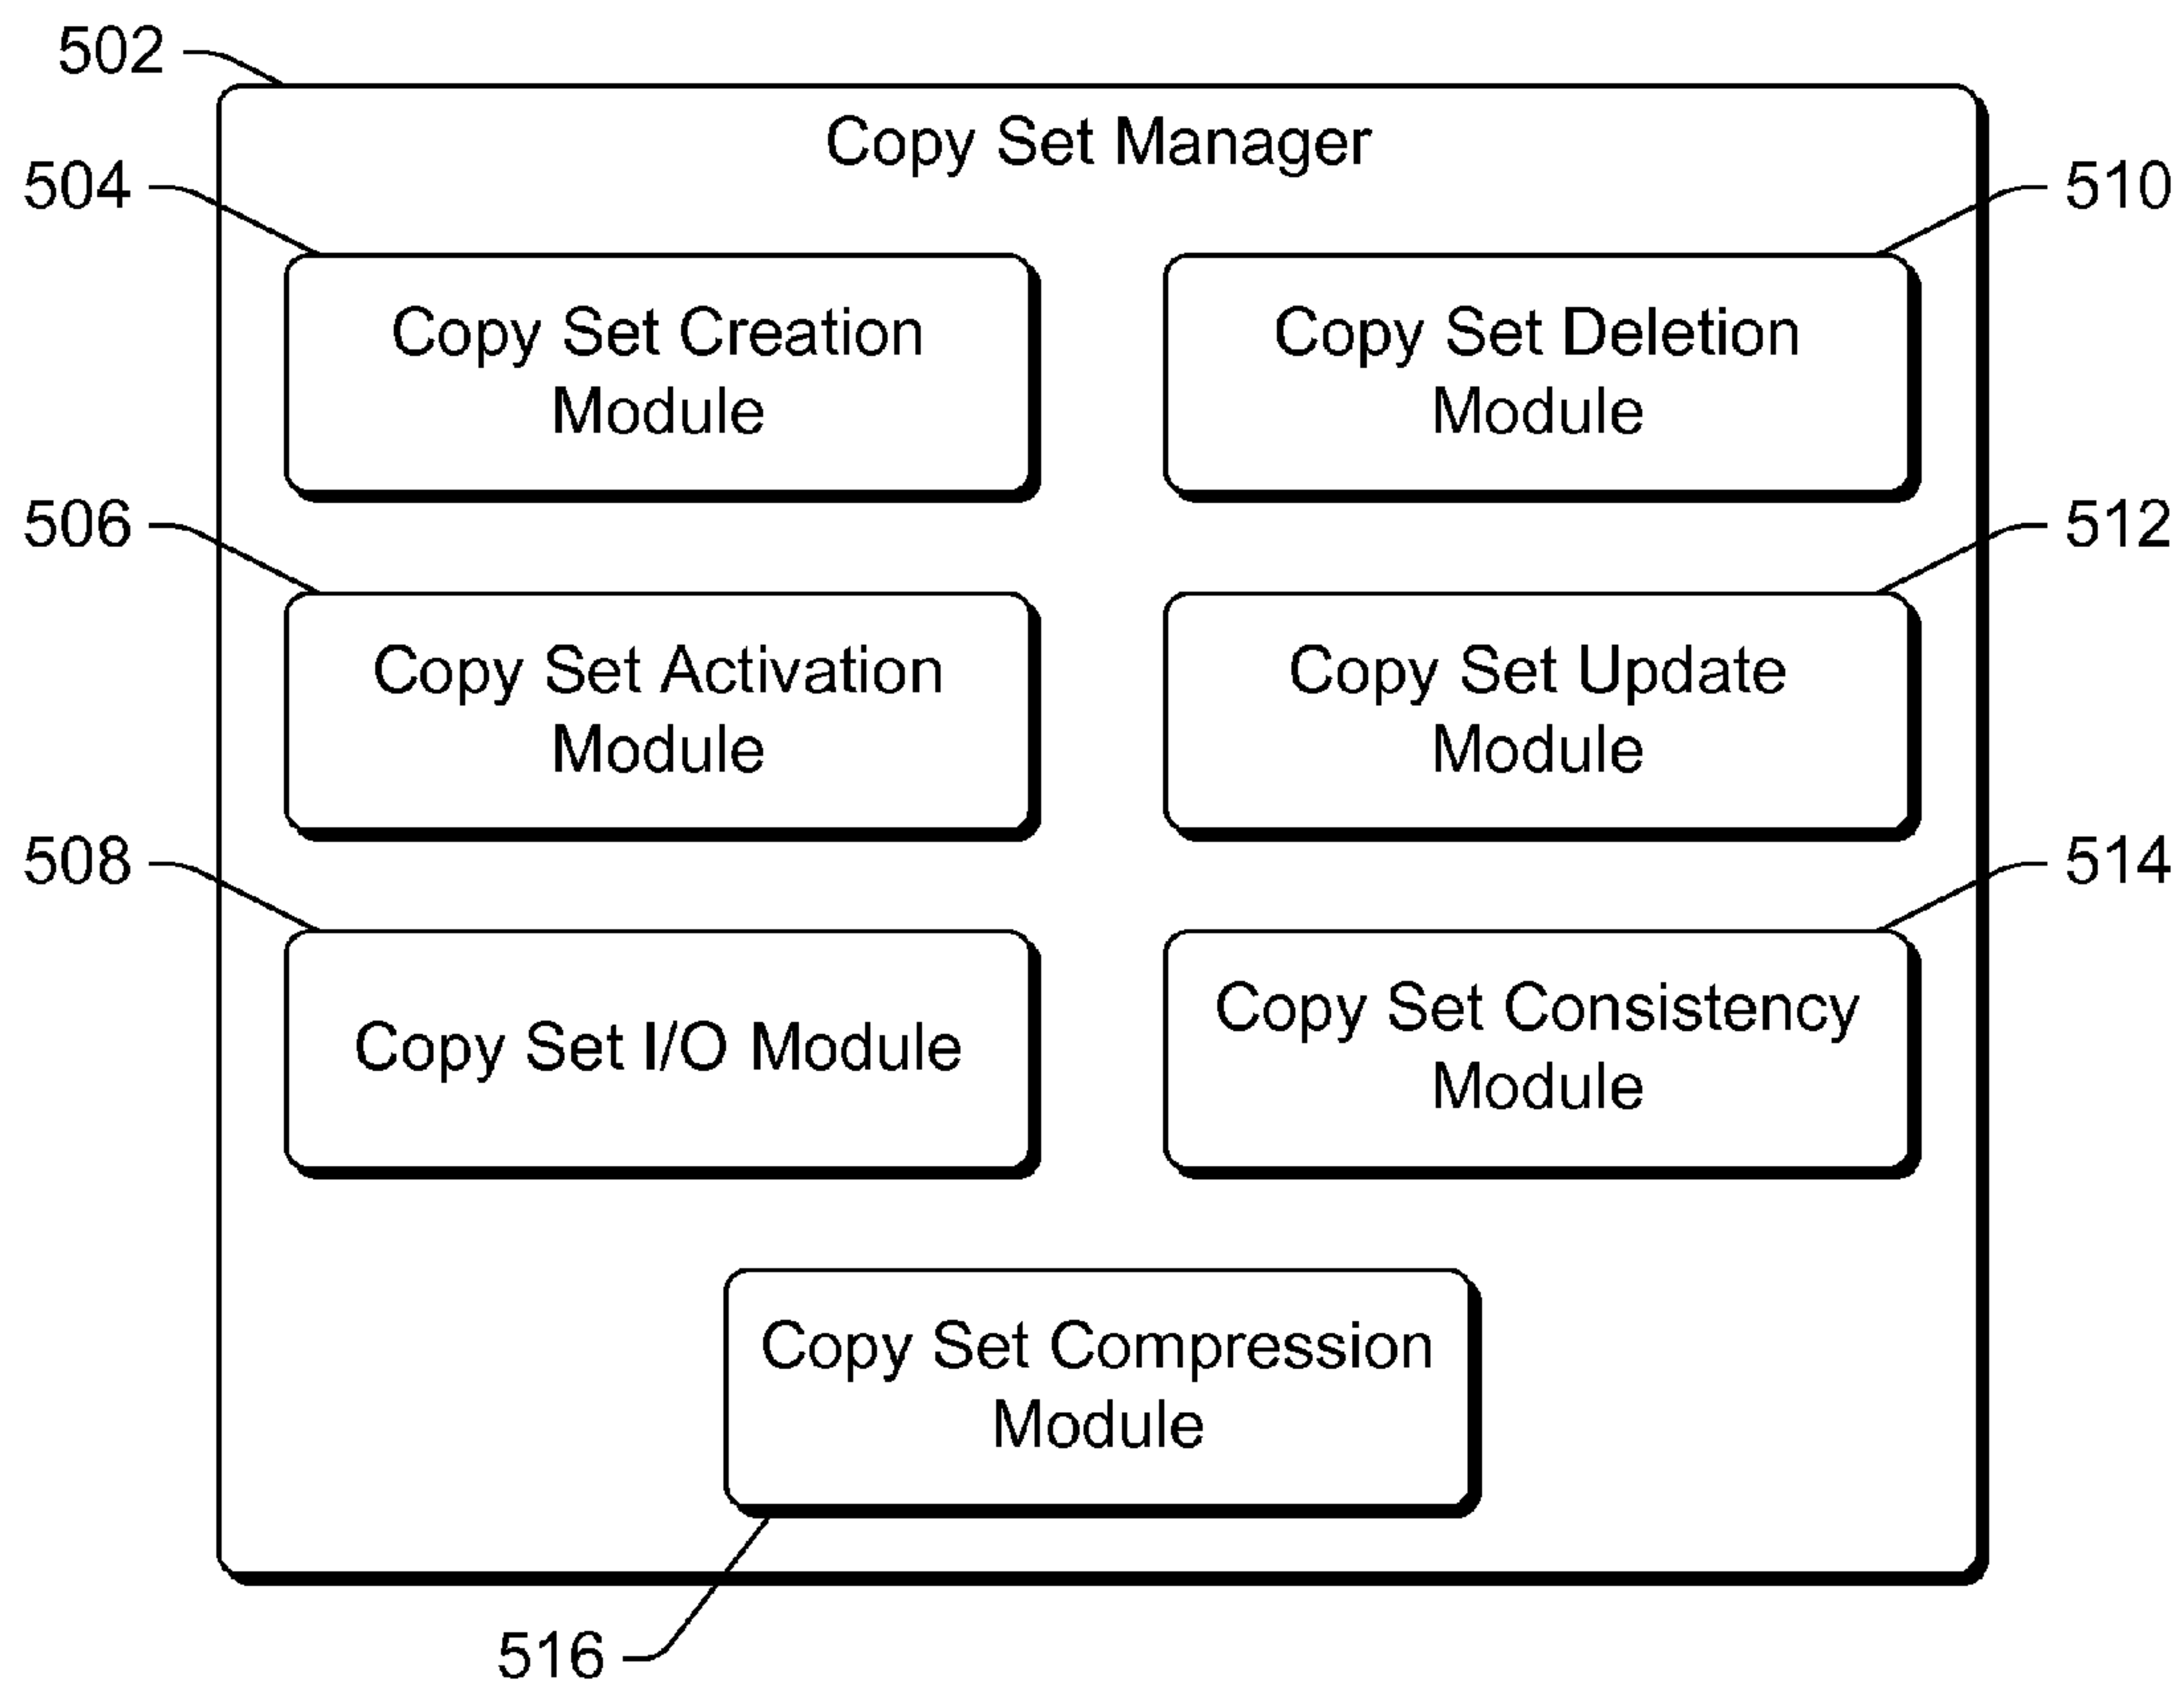 502
Copy Set Manager
504
510
Copy Set Creation
Module
Copy Set Deletion
Module
506
512
Copy Set Activation
Module
Copy Set Update
Module
508
514
Copy Set I/O Module
Copy Set Consistency
Module
Copy Set Compression
Module
516